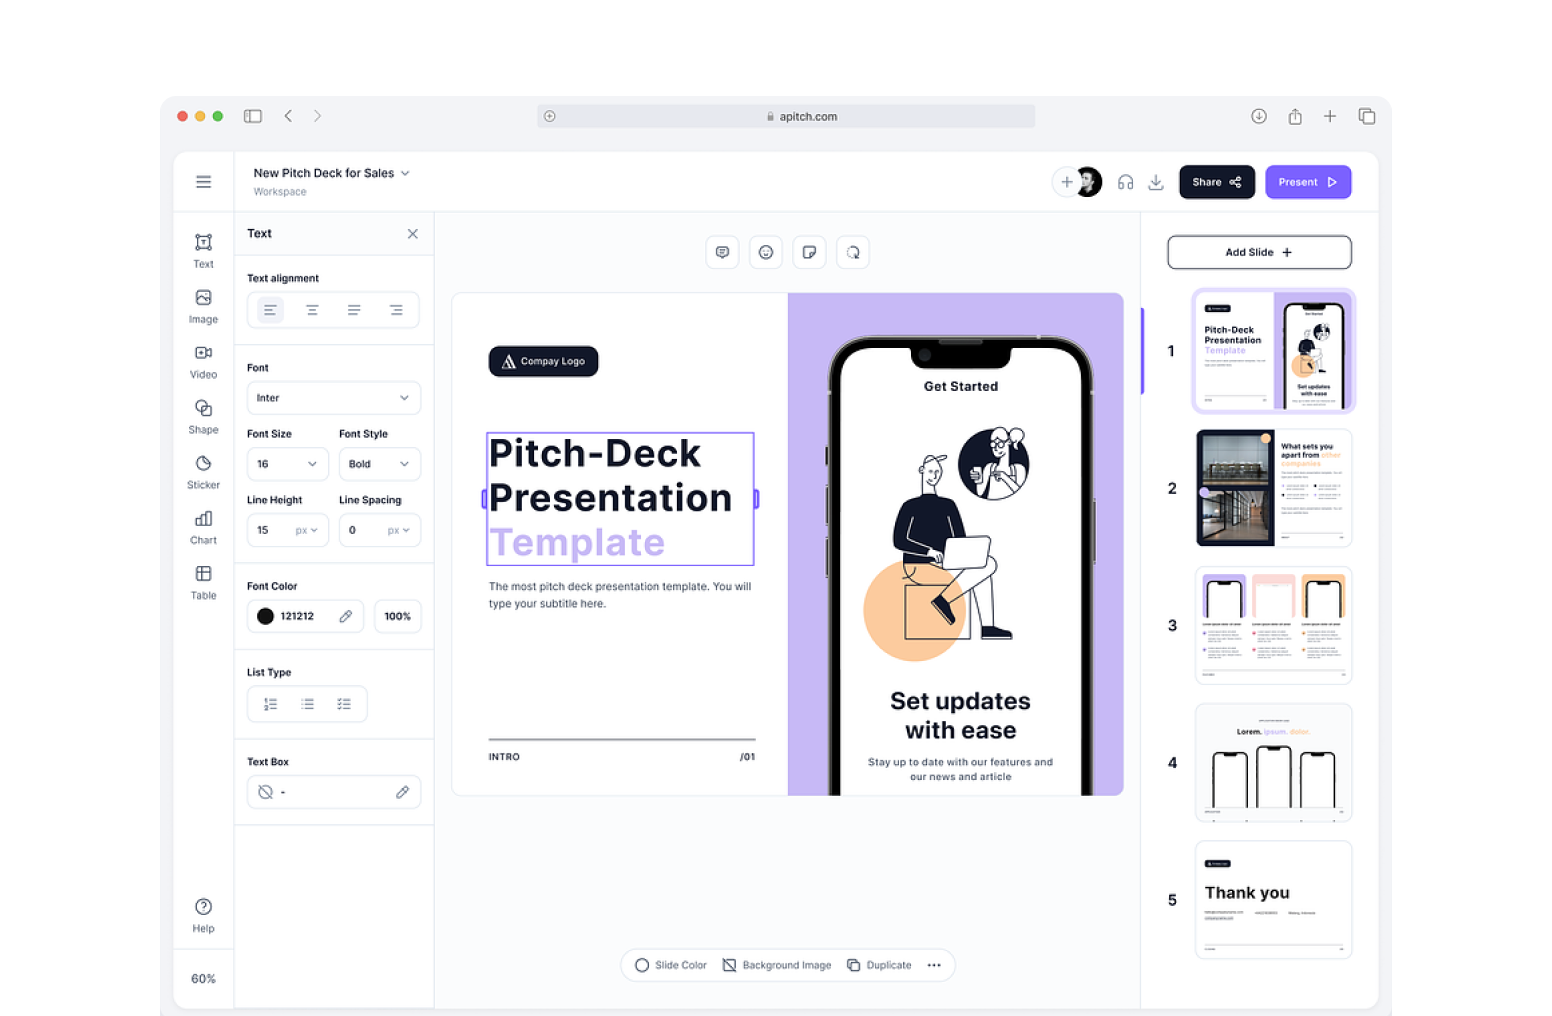 apitch.com
New Pitch Deck for Sales
Workspace
Share
Present
Text
Image
Video
Shape
Sticker
Chart
Table
Help
60%
Text
Text alignment
Font
Inter
Font Size
Font Style
16
Bold
Line Height
Line Spacing
15 px
0 px
Font Color
121212
100%
List Type
Text Box
-
Compay Logo
Pitch-Deck
Presentation
Template
The most pitch deck presentation template. You will
type your subtitle here.
INTRO
/01
Get Started
Set updates
with ease
Stay up to date with our features and
our news and article
Slide Color
Background Image
Duplicate
Add Slide
1
Pitch-Deck
Presentation
Template
Get Started
Set updates
with ease
2
What sets you
apart from other
companies
3
4
Lorem. ipsum. dolor.
5
Thank you